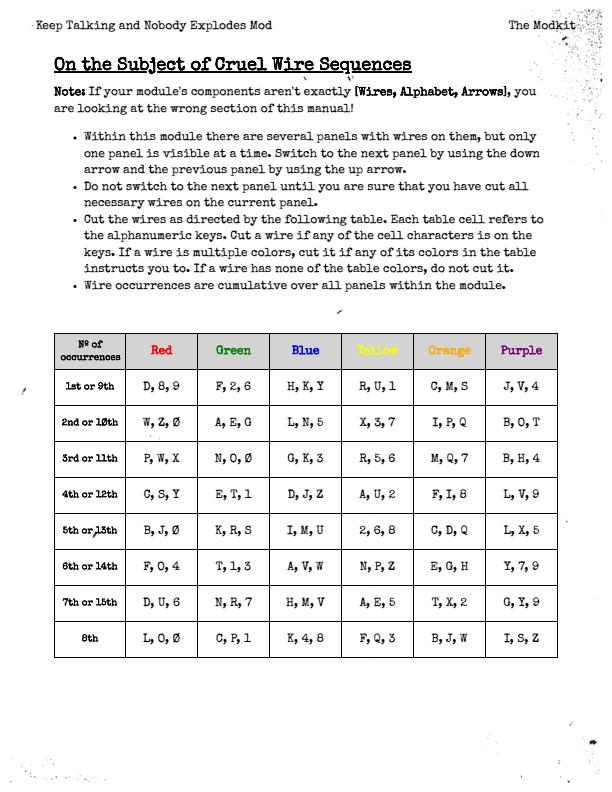 Keep Talking and Nobody Explodes Mod The Modkit
On the Subject of Cruel Wire Sequences
Note: If your module's components aren't exactly [Wires, Alphabet, Arrows], you
are looking at the wrong section of this manual!
• Within this module there are several panels with wires on them, but only
one panel is visible at a time. Switch to the next panel by using the down
arrow and the previous panel by using the up arrow.
• Do not switch to the next panel until you are sure that you have cut all
necessary wires on the current panel.
• Cut the wires as directed by the following table. Each table cell refers to
the alphanumeric keys. Cut a wire if any of the cell characters is on the
keys. If a wire is multiple colors, cut it if any of its colors in the table
instructs you to. If a wire has none of the table colors, do not cut it.
• Wire occurrences are cumulative over all panels within the module.
Nº of
occurrences Red Green Blue Yellow Orange Purple
1st or 9th D, 8, 9 F, 2, 6 H, K, Y R, U, 1 C, M, S J, V, 4
2nd or 10th W, Z, Ø A, E, G L, N, 5 X, 3, 7 I, P, Q B, O, T
3rd or 11th P, W, X N, O, Ø G, K, 3 R, 5, 6 M, Q, 7 B, H, 4
4th or 12th C, S, Y E, T, 1 D, J, Z A, U, 2 F, I, 8 L, V, 9
5th or 13th B, J, Ø K, R, S I, M, U 2, 6, 8 C, D, Q L, X, 5
6th or 14th F, O, 4 T, 1, 3 A, V, W N, P, Z E, G, H Y, 7, 9
7th or 15th D, U, 6 N, R, 7 H, M, V A, E, 5 T, X, 2 G, Y, 9
8th L, O, Ø C, P, 1 K, 4, 8 F, Q, 3 B, J, W I, S, Z